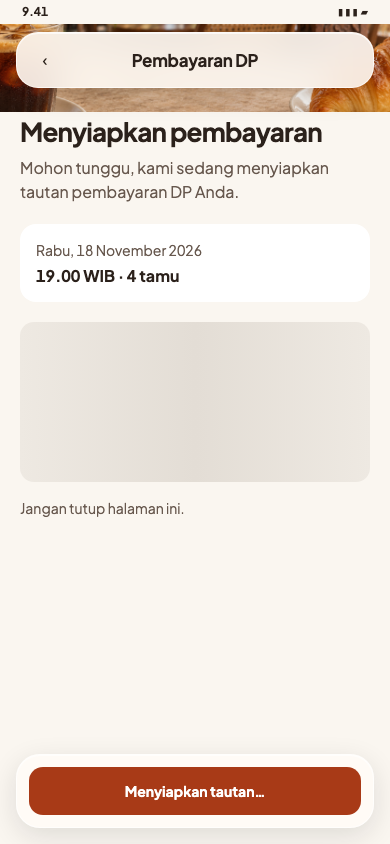 9.41
‹
Pembayaran DP
Menyiapkan pembayaran
Mohon tunggu, kami sedang menyiapkan
tautan pembayaran DP Anda.
Rabu, 18 November 2026
19.00 WIB · 4 tamu
Jangan tutup halaman ini.
Menyiapkan tautan…